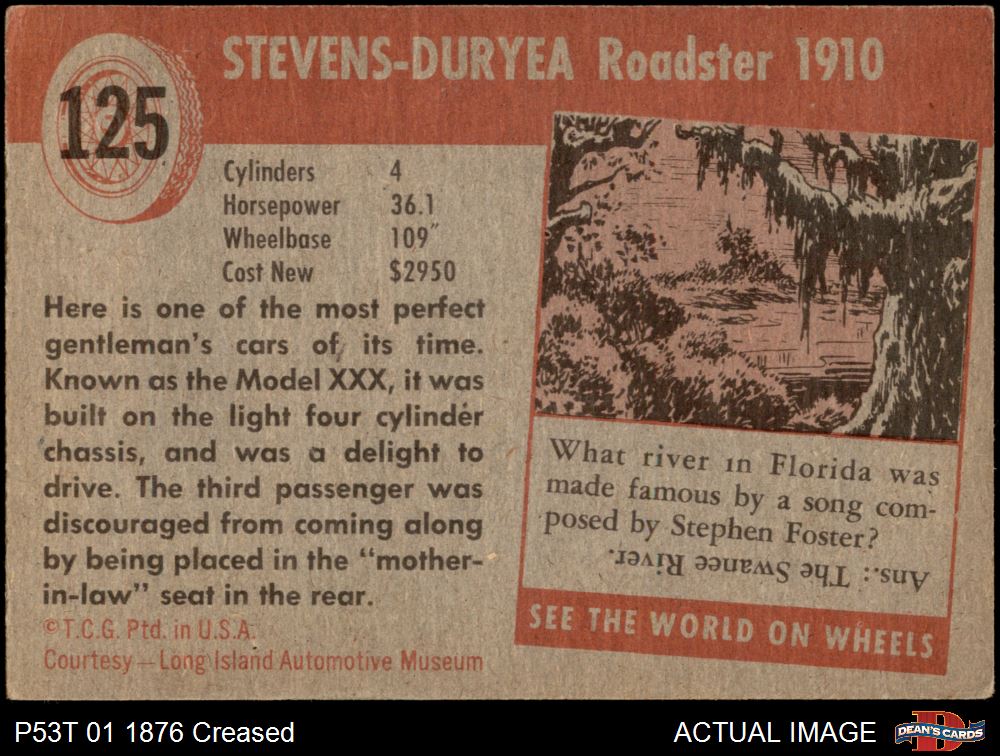 125
STEVENS-DURYEA Roadster 1910
Cylinders 4
Horsepower 36.1
Wheelbase 109"
Cost New $2950
Here is one of the most perfect
gentleman's cars of its time.
Known as the Model XXX, it was
built on the light four cylinder
chassis, and was a delight to
drive. The third passenger was
discouraged from coming along
by being placed in the "mother-
in-law" seat in the rear.
©T.C.G. Ptd. in U.S.A.
Courtesy—Long Island Automotive Museum
What river in Florida was
made famous by a song com-
posed by Stephen Foster?
Ans.: The Swanee River.
SEE THE WORLD ON WHEELS
P53T 01 1876 Creased
ACTUAL IMAGE
DEAN'S CARDS